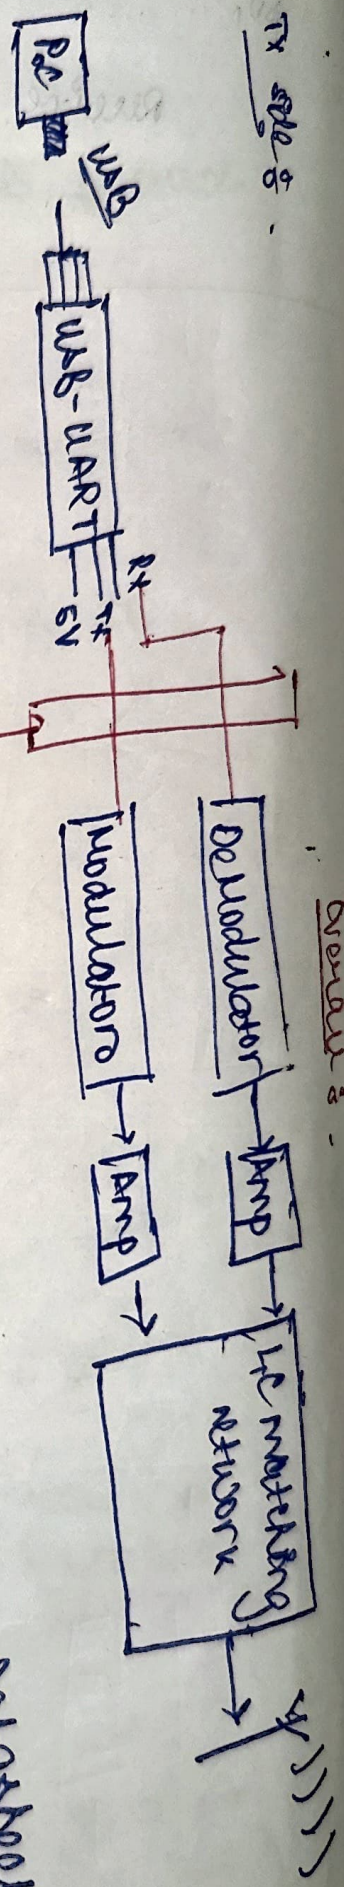 Tx side :- .
Overall :-
PC
USB
USB-UART
Rx
Tx
5V
DeModulator
Amp
LC matching
network
Modulator
Amp